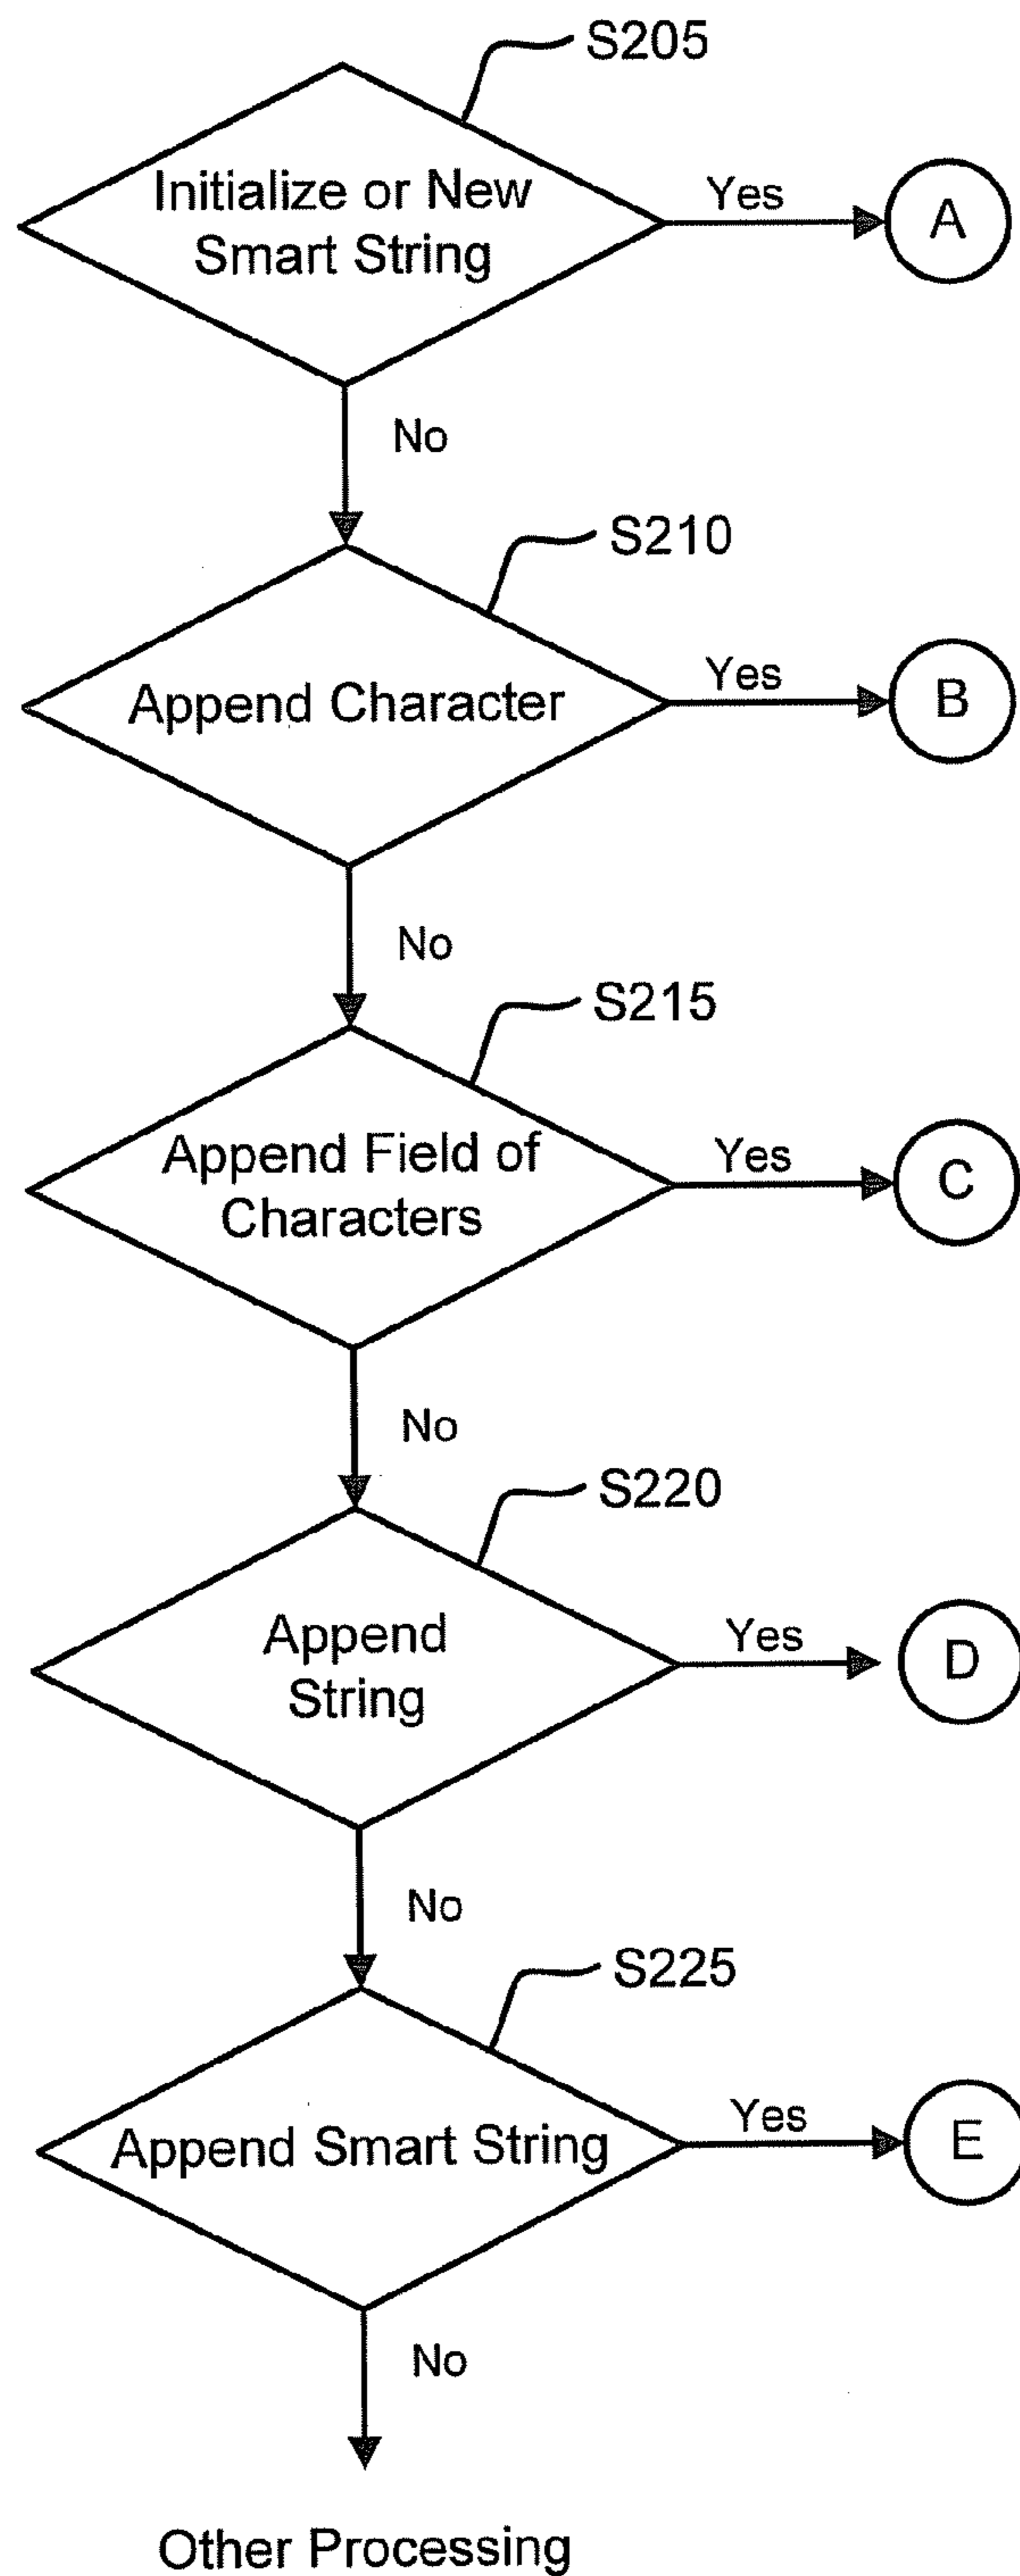 S205
Initialize or New
Smart String
Yes
A
No
S210
Append Character
Yes
B
No
S215
Append Field of
Characters
Yes
C
No
S220
Append
String
Yes
D
No
S225
Append Smart String
Yes
E
No
Other Processing